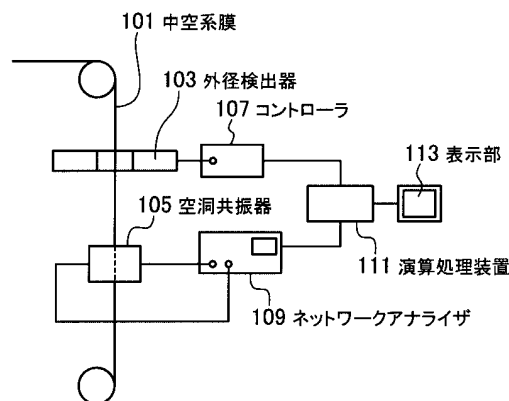 101 中空系膜
103 外径検出器
107 コントローラ
113 表示部
105 空洞共振器
111 演算処理装置
109 ネットワークアナライザ